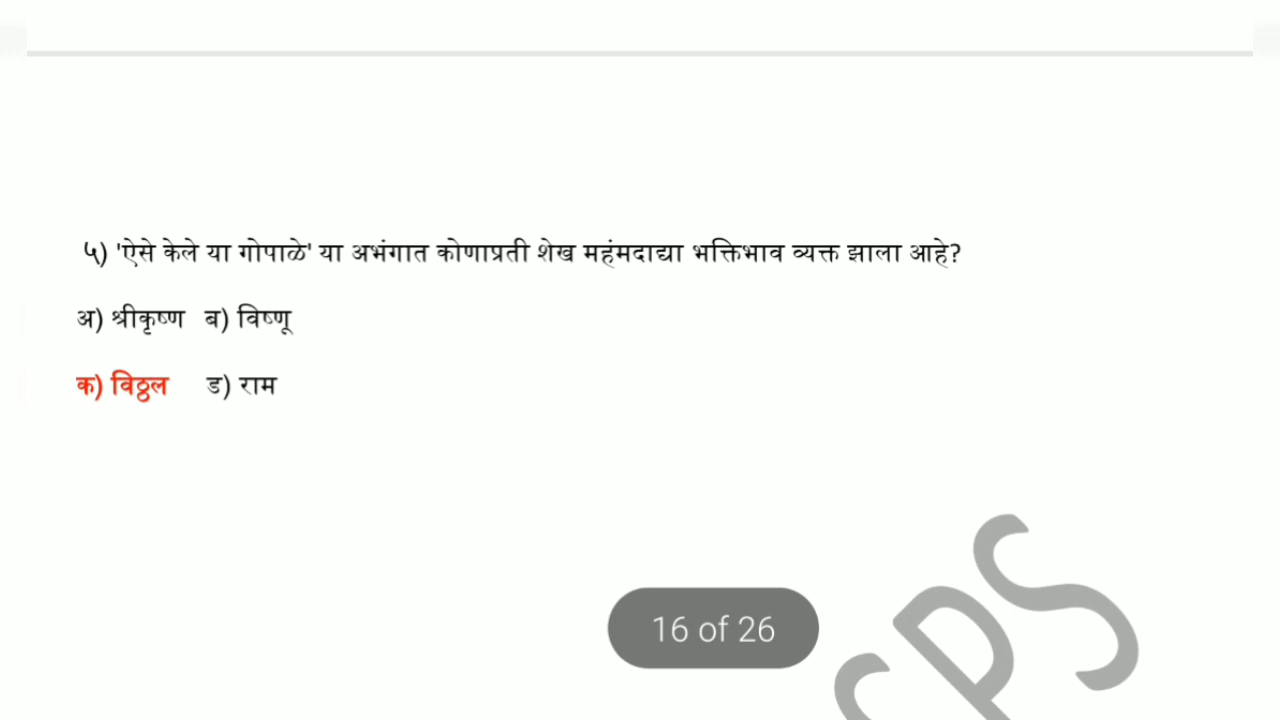 ५) 'ऐसे केले या गोपाळे' या अभंगात कोणाप्रती शेख महंमदाद्या भक्तिभाव व्यक्त झाला आहे?
अ) श्रीकृष्ण ब) विष्णू
क) विठ्ठल ड) राम
16 of 26